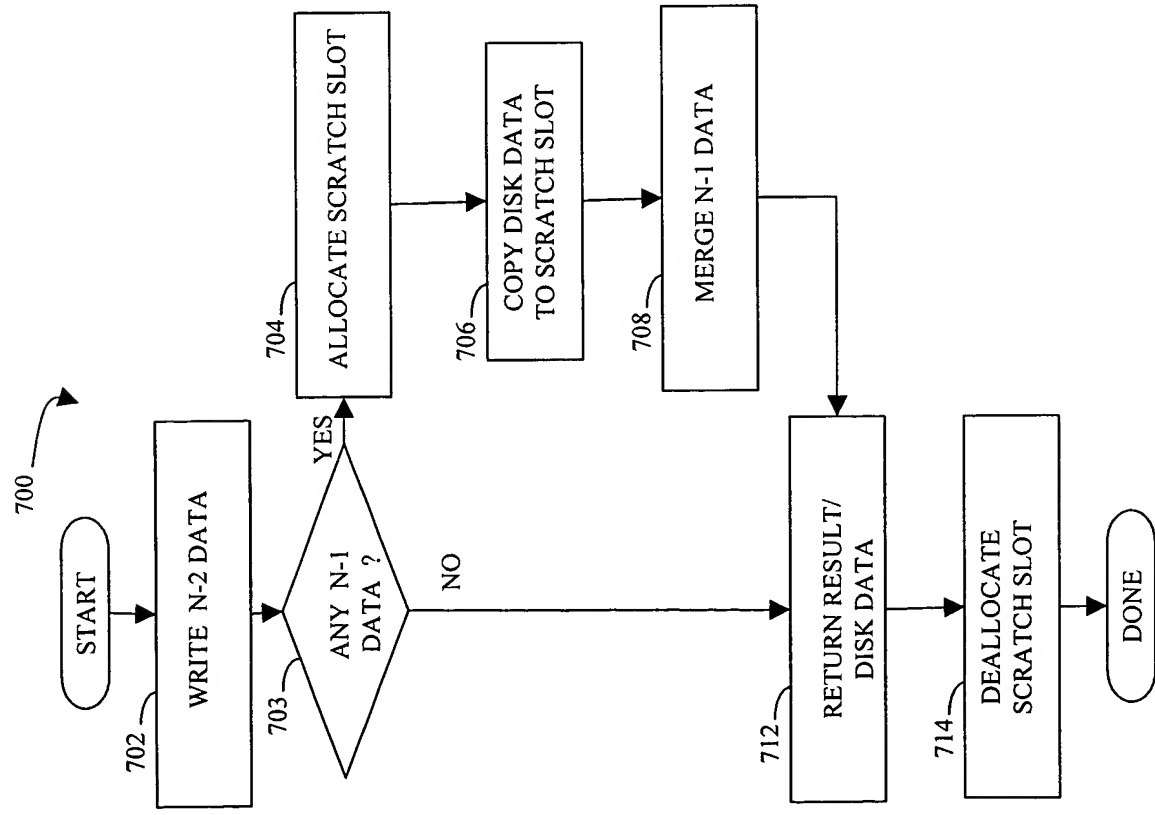 700
START
702
WRITE N-2 DATA
703
ANY N-1
DATA ?
YES
NO
704
ALLOCATE SCRATCH SLOT
706
COPY DISK DATA
TO SCRATCH SLOT
708
MERGE N-1 DATA
712
RETURN RESULT/
DISK DATA
714
DEALLOCATE
SCRATCH SLOT
DONE